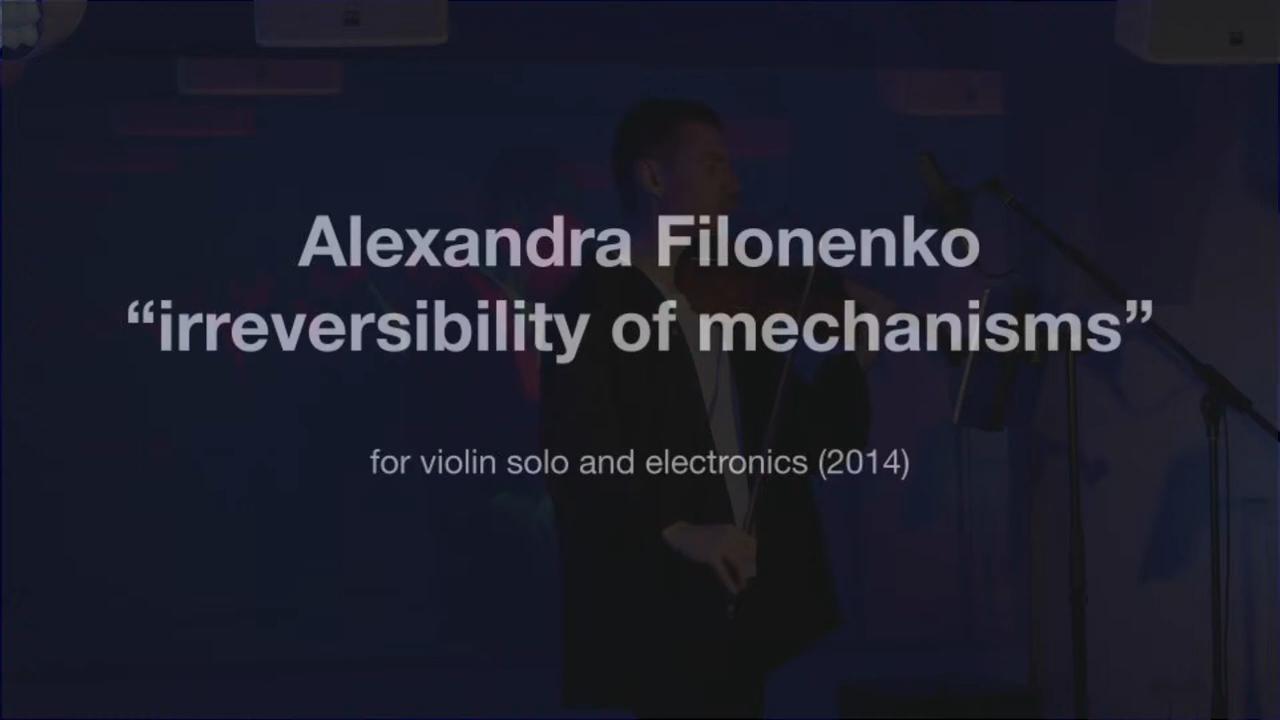 Alexandra Filonenko
“irreversibility of mechanisms”
for violin solo and electronics (2014)